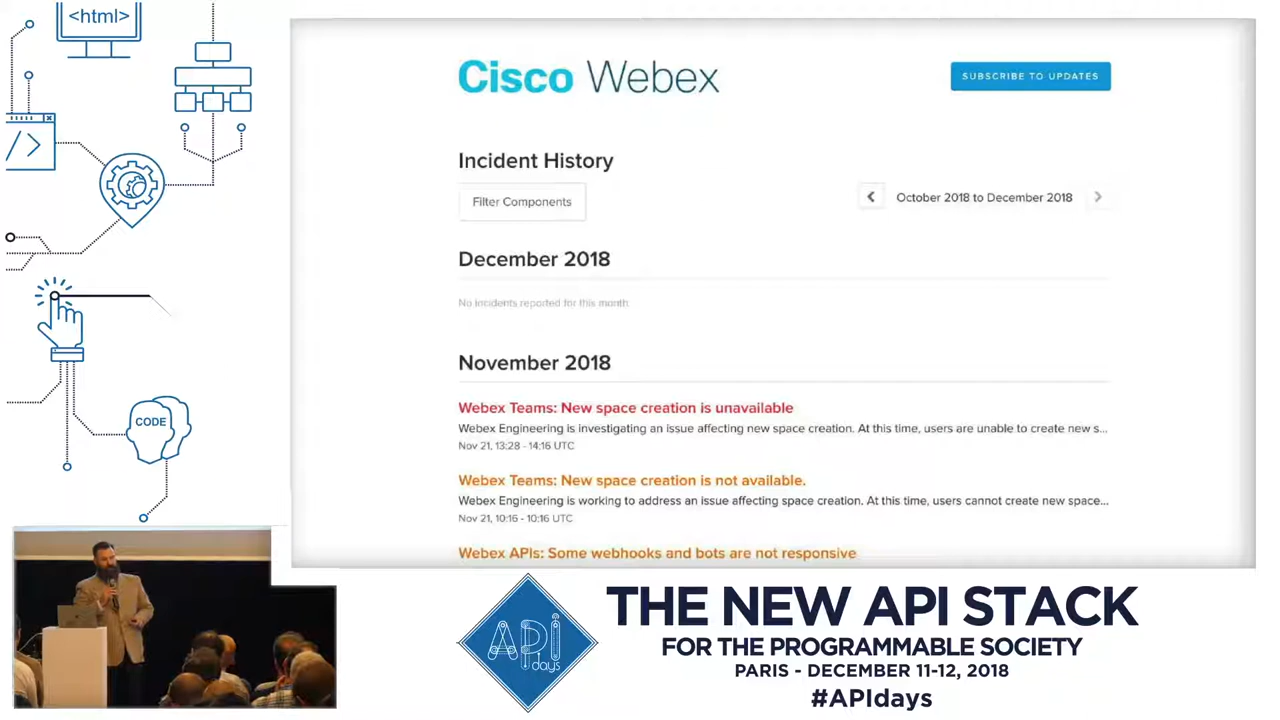 <html>
</>
CODE
Cisco Webex
SUBSCRIBE TO UPDATES
Incident History
Filter Components
October 2018 to December 2018
December 2018
No incidents reported for this month.
November 2018
Webex Teams: New space creation is unavailable
Webex Engineering is investigating an issue affecting new space creation. At this time, users are unable to create new s...
Nov 21, 13:28 - 14:16 UTC
Webex Teams: New space creation is not available.
Webex Engineering is working to address an issue affecting space creation. At this time, users cannot create new space...
Nov 21, 10:16 - 10:16 UTC
Webex APIs: Some webhooks and bots are not responsive
APi
days
THE NEW API STACK
FOR THE PROGRAMMABLE SOCIETY
PARIS - DECEMBER 11-12, 2018
#APIdays